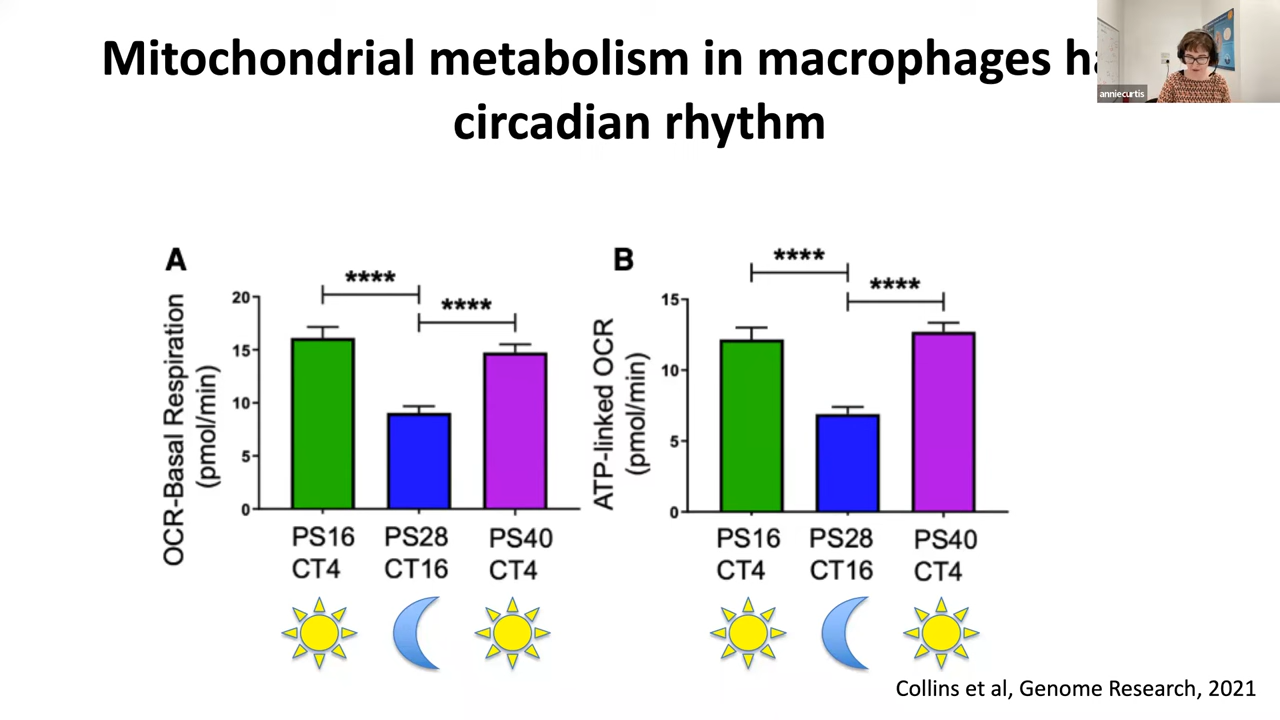 Mitochondrial metabolism in macrophages
circadian rhythm
anniecurtis
A
OCR-Basal Respiration
(pmol/min)
20
15
10
5
0
****
****
PS16 PS28 PS40
CT4 CT16 CT4
B
ATP-linked OCR
(pmol/min)
15
10
5
0
****
****
PS16 PS28 PS40
CT4 CT16 CT4
Collins et al, Genome Research, 2021